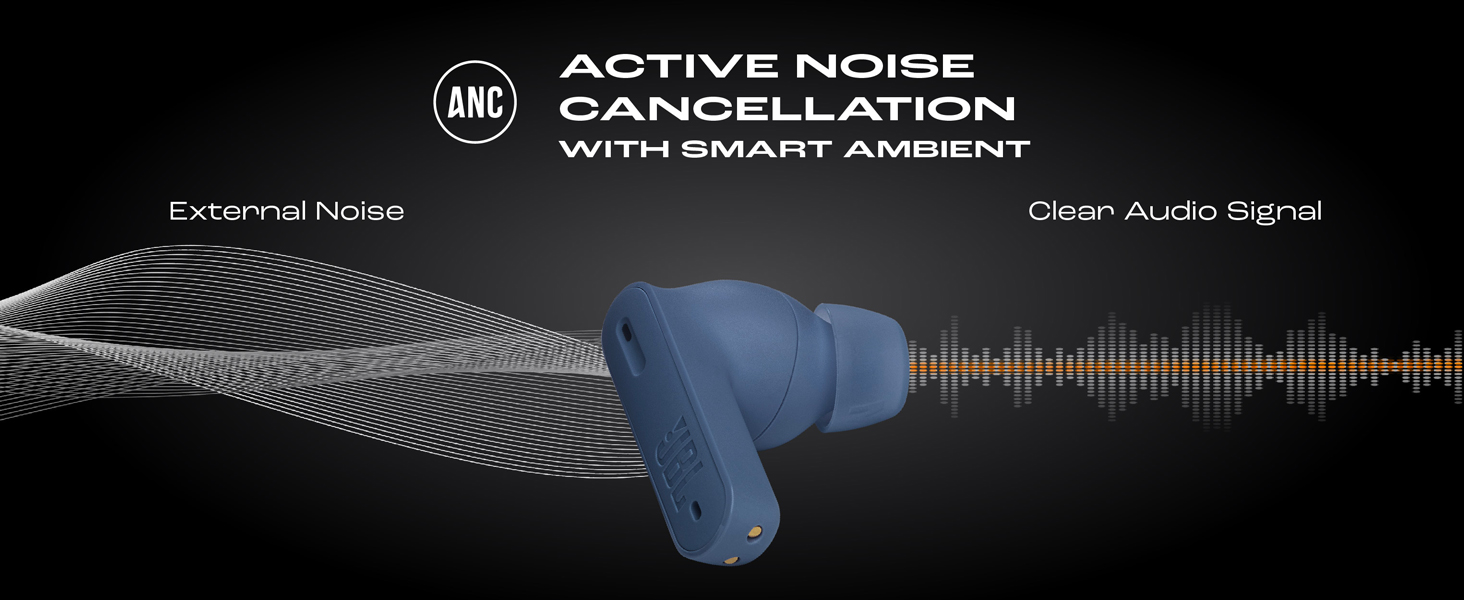 ANC
ACTIVE NOISE
CANCELLATION
WITH SMART AMBIENT
External Noise
Clear Audio Signal
JBL